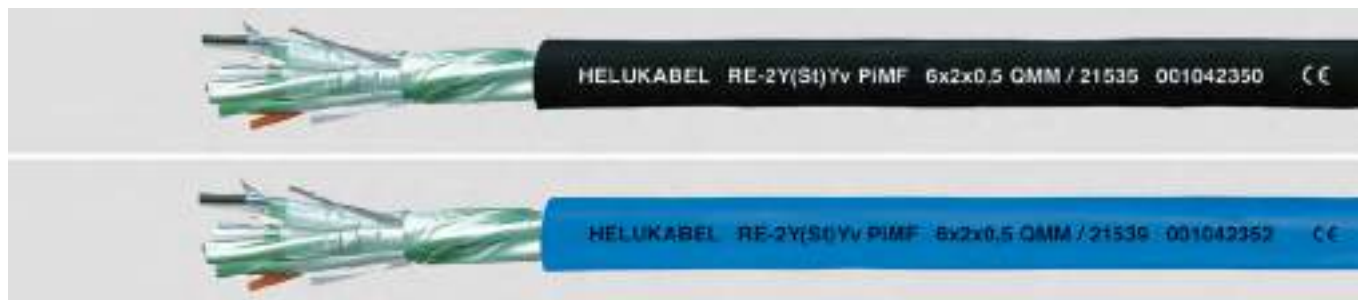 HELUKABEL RE-2Y(St)Yv PiMF 6x2x0,5 QMM / 21535 001042350 CE
HELUKABEL RE-2Y(St)Yv PiMF 6x2x0,5 QMM / 21539 001042352 CE